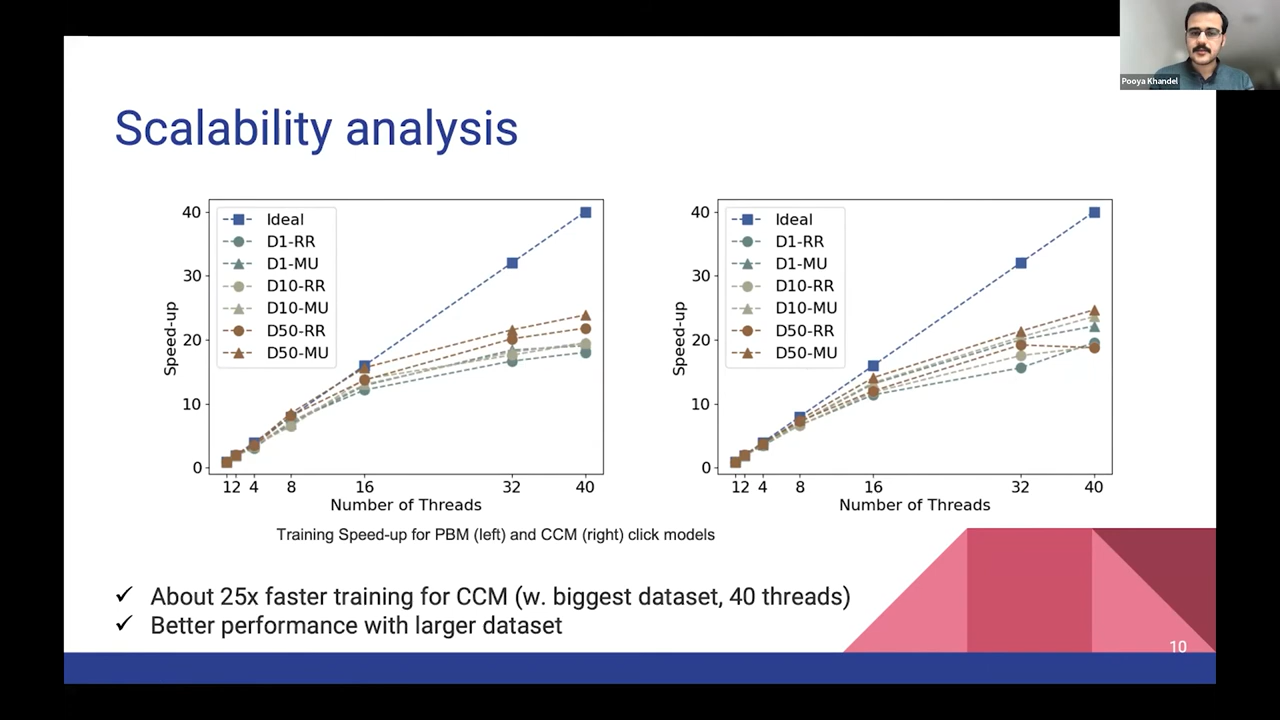 Pooya Khandel
Scalability analysis
40
30
20
10
0
Speed-up
Ideal
D1-RR
D1-MU
D10-RR
D10-MU
D50-RR
D50-MU
1 2 4 8 16 32 40
Number of Threads
40
30
20
10
0
Speed-up
Ideal
D1-RR
D1-MU
D10-RR
D10-MU
D50-RR
D50-MU
1 2 4 8 16 32 40
Number of Threads
Training Speed-up for PBM (left) and CCM (right) click models
✓ About 25x faster training for CCM (w. biggest dataset, 40 threads)
✓ Better performance with larger dataset
10